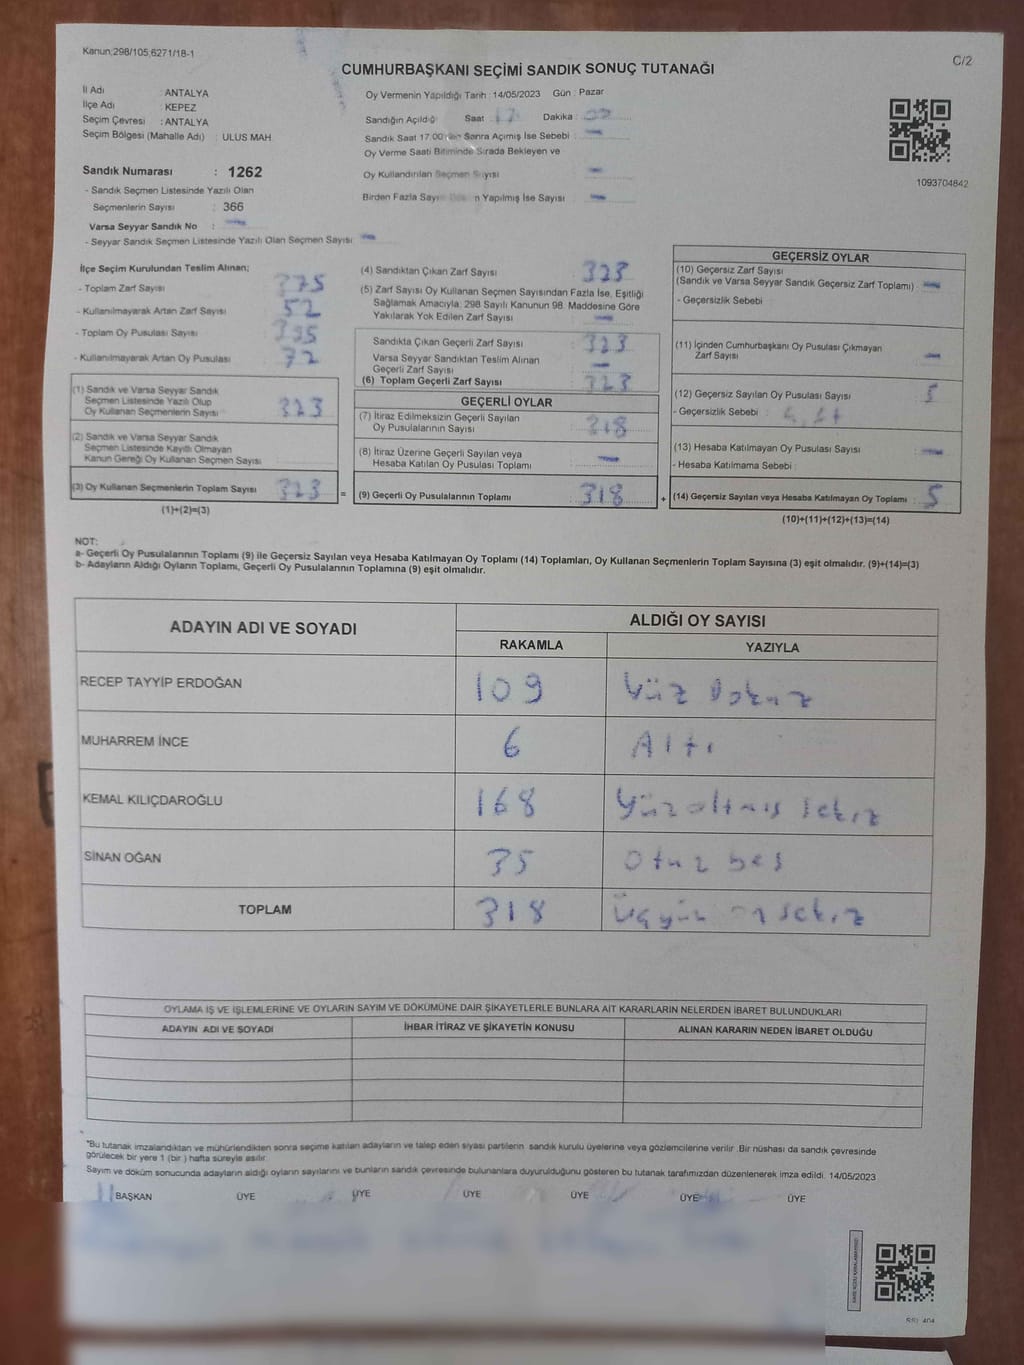 Kanun;298/105,6271/18-1
C/2
CUMHURBAŞKANI SEÇİMİ SANDIK SONUÇ TUTANAĞI
İl Adı : ANTALYA
İlçe Adı : KEPEZ
Seçim Çevresi : ANTALYA
Seçim Bölgesi (Mahalle Adı) : ULUS MAH.
Oy Vermenin Yapıldığı Tarih : 14/05/2023 Gün : Pazar
Sandığın Açıldığı Saat : 17 Dakika :
Sandık Saat 17.00'den Sonra Açımış İse Sebebi : —
Oy Verme Saati Bitiminde Sırada Bekleyen ve
Oy Kullandırılan Seçmen Sayısı : —
Birden Fazla Sayım Döküm Yapılmış İse Sayısı : —
1093704842
Sandık Numarası : 1262
- Sandık Seçmen Listesinde Yazılı Olan
Seçmenlerin Sayısı : 366
Varsa Seyyar Sandık No : —
- Seyyar Sandık Seçmen Listesinde Yazılı Olan Seçmen Sayısı : —
İlçe Seçim Kurulundan Teslim Alınan;
- Toplam Zarf Sayısı : 375
- Kullanılmayarak Artan Zarf Sayısı : 52
- Toplam Oy Pusulası Sayısı : 395
- Kullanılmayarak Artan Oy Pusulası : 72
(1) Sandık ve Varsa Seyyar Sandık
Seçmen Listesinde Yazılı Olup
Oy Kullanan Seçmenlerin Sayısı : 323
(2) Sandık ve Varsa Seyyar Sandık
Seçmen Listesinde Kayıtlı Olmayan
Kanun Gereği Oy Kullanan Seçmen Sayısı :
(3) Oy Kullanan Seçmenlerin Toplam Sayısı : 323 =
(1)+(2)=(3)
(4) Sandıktan Çıkan Zarf Sayısı : 323
(5) Zarf Sayısı Oy Kullanan Seçmen Sayısından Fazla İse, Eşitliği
Sağlamak Amacıyla; 298 Sayılı Kanunun 98. Maddesine Göre
Yakılarak Yok Edilen Zarf Sayısı : —
Sandıkta Çıkan Geçerli Zarf Sayısı : 323
Varsa Seyyar Sandıktan Teslim Alınan
Geçerli Zarf Sayısı : —
(6) Toplam Geçerli Zarf Sayısı : 323
GEÇERLİ OYLAR
(7) İtiraz Edilmeksizin Geçerli Sayılan
Oy Pusulalarının Sayısı : 318
(8) İtiraz Üzerine Geçerli Sayılan veya
Hesaba Katılan Oy Pusulası Toplamı : —
(9) Geçerli Oy Pusulalarının Toplamı : 318 +
GEÇERSİZ OYLAR
(10) Geçersiz Zarf Sayısı
(Sandık ve Varsa Seyyar Sandık Geçersiz Zarf Toplamı) : —
- Geçersizlik Sebebi :
(11) İçinden Cumhurbaşkanı Oy Pusulası Çıkmayan
Zarf Sayısı : —
(12) Geçersiz Sayılan Oy Pusulası Sayısı : 5
- Geçersizlik Sebebi :
(13) Hesaba Katılmayan Oy Pusulası Sayısı : —
- Hesaba Katılmama Sebebi :
(14) Geçersiz Sayılan veya Hesaba Katılmayan Oy Toplamı : 5
(10)+(11)+(12)+(13)=(14)
NOT:
a- Geçerli Oy Pusulalarının Toplamı (9) ile Geçersiz Sayılan veya Hesaba Katılmayan Oy Toplamı (14) Toplamları, Oy Kullanan Seçmenlerin Toplam Sayısına (3) eşit olmalıdır. (9)+(14)=(3)
b- Adayların Aldığı Oyların Toplamı, Geçerli Oy Pusulalarının Toplamına (9) eşit olmalıdır.
ADAYIN ADI VE SOYADI ALDIĞI OY SAYISI
RAKAMLA YAZIYLA
RECEP TAYYİP ERDOĞAN 109 Yüz Dokuz
MUHARREM İNCE 6 Altı
KEMAL KILIÇDAROĞLU 168 Yüzaltmış sekiz
SİNAN OĞAN 35 Otuz beş
TOPLAM 318 Üçyüz on sekiz
OYLAMA İŞ VE İŞLEMLERİNE VE OYLARIN SAYIM VE DÖKÜMÜNE DAİR ŞİKAYETLERLE BUNLARA AİT KARARLARIN NELERDEN İBARET BULUNDUKLARI
ADAYIN ADI VE SOYADI İHBAR İTİRAZ VE ŞİKAYETİN KONUSU ALINAN KARARIN NEDEN İBARET OLDUĞU
*Bu tutanak imzalandıktan ve mühürlendikten sonra seçime katılan adayların ve talep eden siyasi partilerin sandık kurulu üyelerine veya gözlemcilerine verilir. Bir nüshası da sandık çevresinde
görülecek bir yere 1 (bir) hafta süreyle asılır.
Sayım ve döküm sonucunda adayların aldığı oyların sayılarını ve bunların sandık çevresinde bulunanlara duyurulduğunu gösteren bu tutanak tarafımızdan düzenlenerek imza edildi. 14/05/2023
BAŞKAN ÜYE ÜYE ÜYE ÜYE ÜYE ÜYE